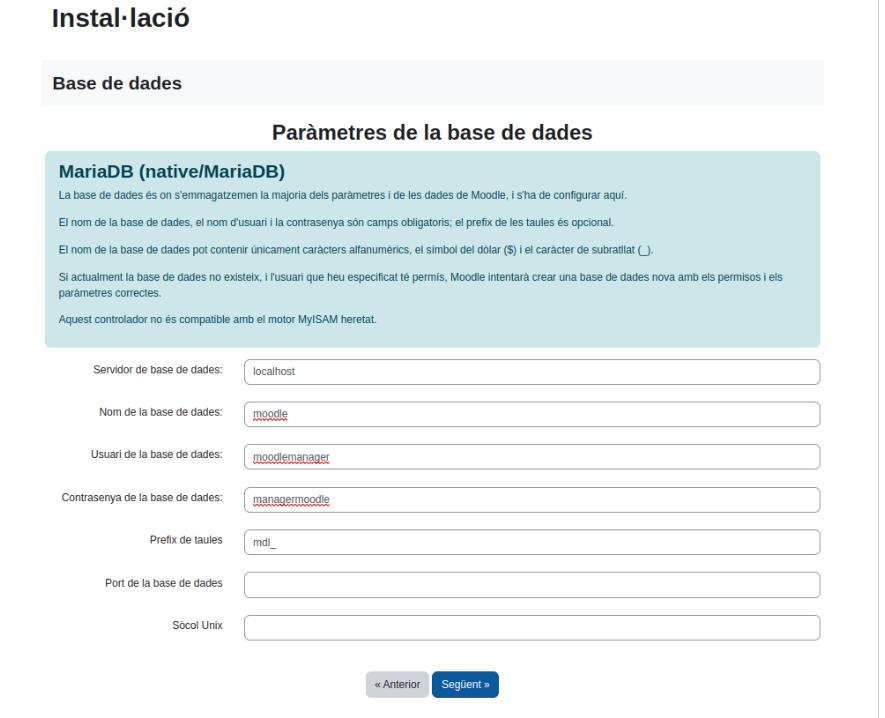 Instal·lació
Base de dades
Paràmetres de la base de dades
MariaDB (native/MariaDB)
La base de dades és on s'emmagatzemen la majoria dels paràmetres i de les dades de Moodle, i s'ha de configurar aquí.
El nom de la base de dades, el nom d'usuari i la contrasenya són camps obligatoris; el prefix de les taules és opcional.
El nom de la base de dades pot contenir únicament caràcters alfanumèrics, el símbol del dòlar ($) i el caràcter de subratllat (_).
Si actualment la base de dades no existeix, i l'usuari que heu especificat té permís, Moodle intentarà crear una base de dades nova amb els permisos i els
paràmetres correctes.
Aquest controlador no és compatible amb el motor MyISAM heretat.
Servidor de base de dades: localhost
Nom de la base de dades: moodle
Usuari de la base de dades: moodlemanager
Contrasenya de la base de dades: managermoodle
Prefix de taules mdl_
Port de la base de dades
Sòcol Unix
« Anterior Següent »